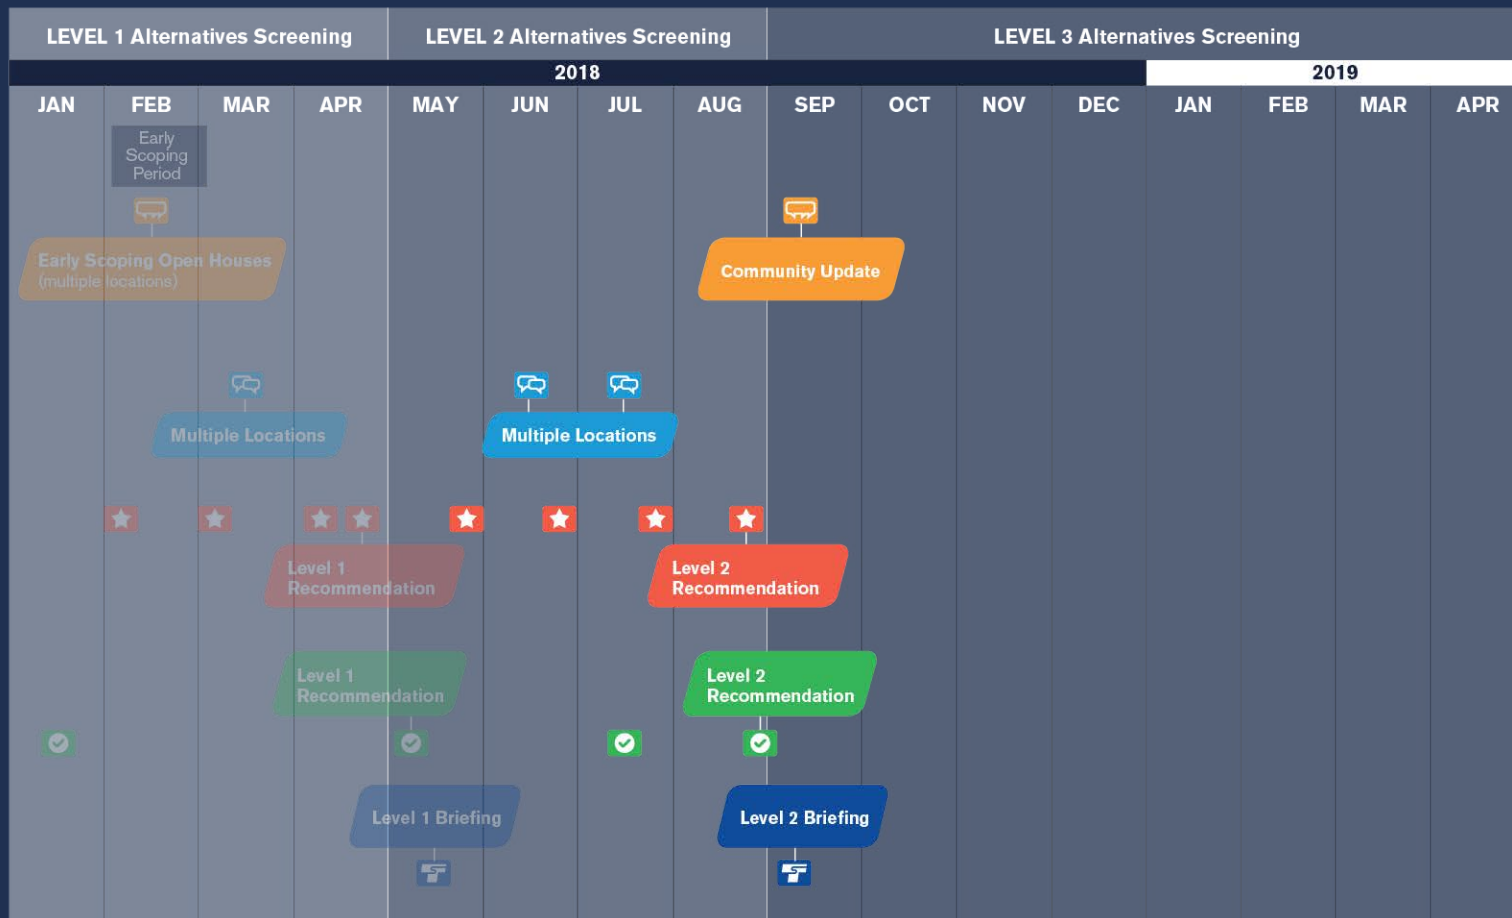 LEVEL 1 Alternatives Screening
LEVEL 2 Alternatives Screening
LEVEL 3 Alternatives Screening
2018
2019
JAN
FEB
MAR
APR
MAY
JUN
JUL
AUG
SEP
OCT
NOV
DEC
JAN
FEB
MAR
APR
Early
Scoping
Period
Early Scoping Open Houses
(multiple locations)
Community Update
Multiple Locations
Multiple Locations
Level 1
Recommendation
Level 2
Recommendation
Level 1
Recommendation
Level 2
Recommendation
Level 1 Briefing
Level 2 Briefing